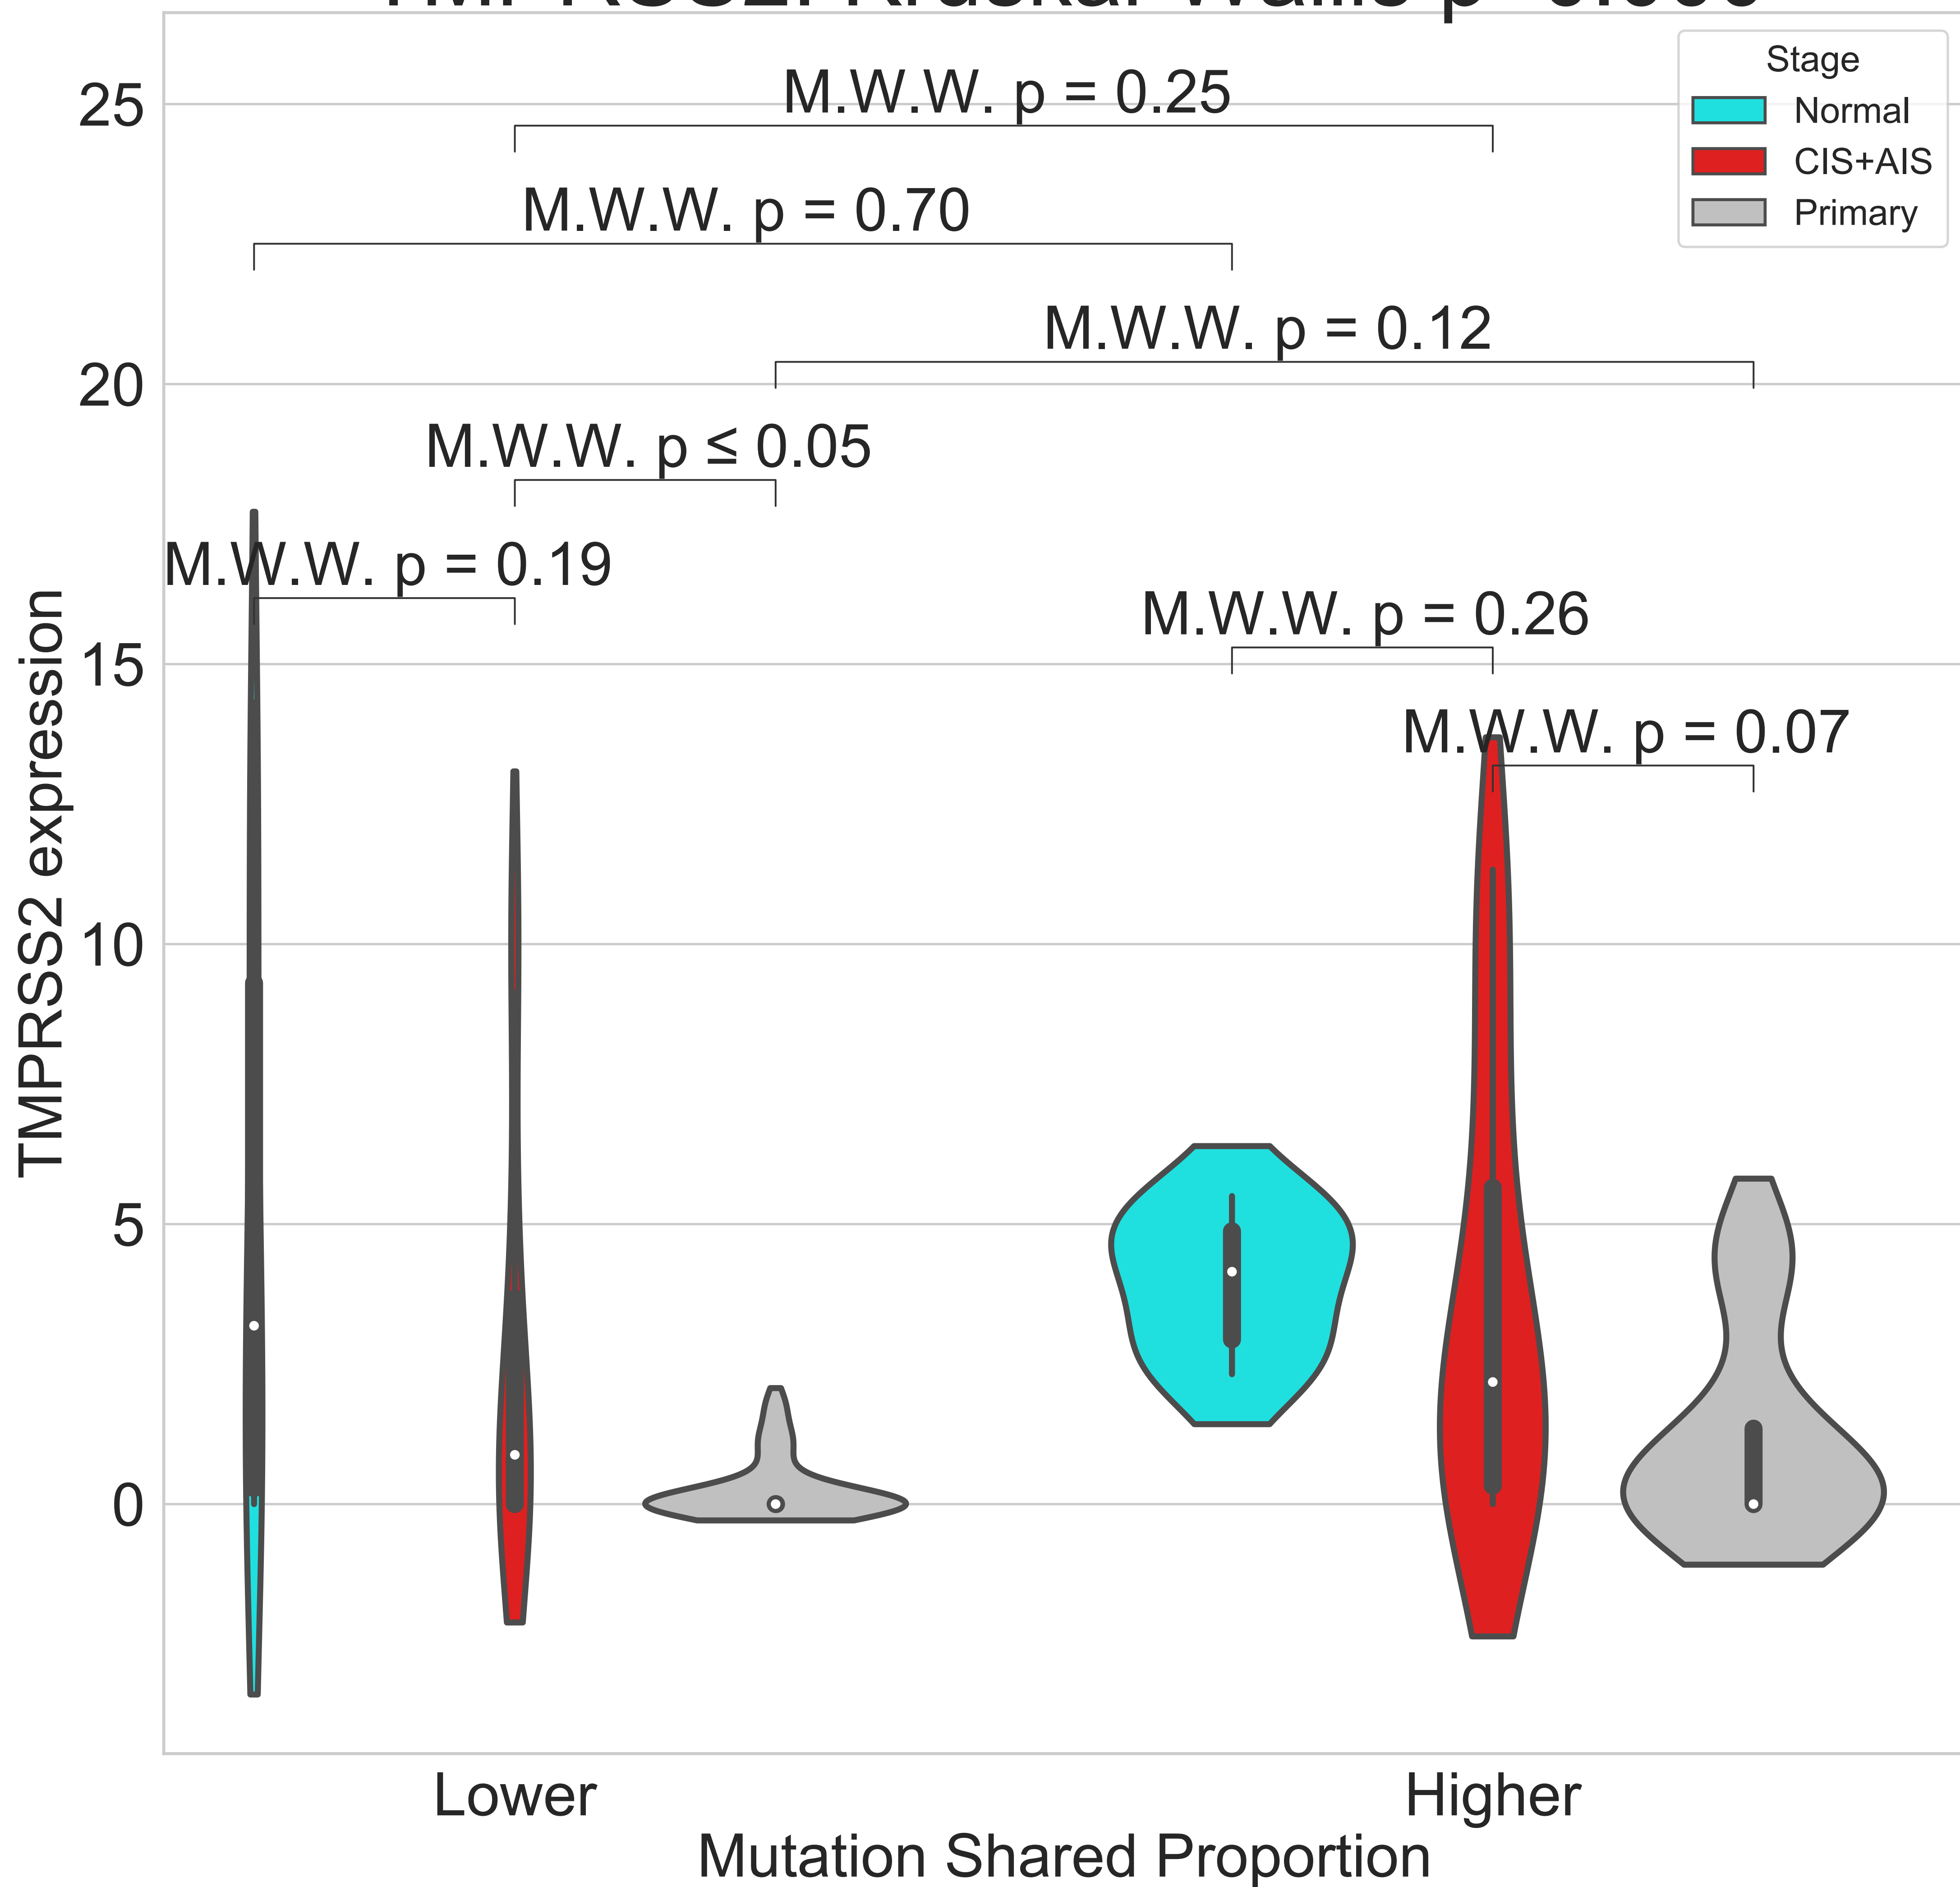 25
20
15
10
5
0
TMPRSS2 expression
M.W.W. p = 0.25
M.W.W. p = 0.70
M.W.W. p = 0.12
M.W.W. p ≤ 0.05
M.W.W. p = 0.19
M.W.W. p = 0.26
M.W.W. p = 0.07
Stage
Normal
CIS+AIS
Primary
Lower
Higher
Mutation Shared Proportion